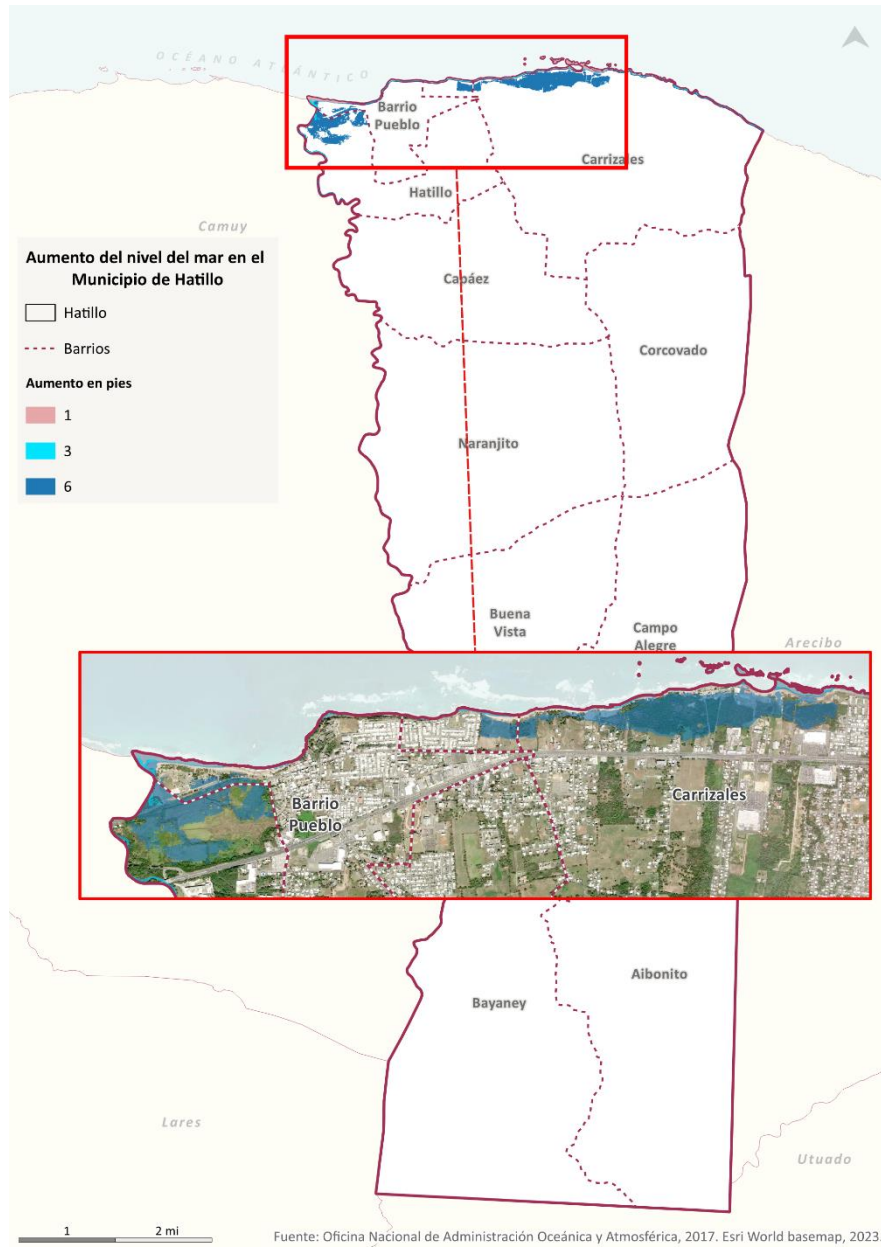 OCÉANO ATLÁNTICO
Barrio
Pueblo
Carrizales
Hatillo
Camuy
Aumento del nivel del mar en el
Municipio de Hatillo
Hatillo
Barrios
Aumento en pies
1
3
6
Capáez
Corcovado
Naranjito
Buena
Vista
Campo
Alegre
Arecibo
Barrio
Pueblo
Carrizales
Bayaney
Aibonito
Lares
Utuado
1 2 mi
Fuente: Oficina Nacional de Administración Oceánica y Atmosférica, 2017. Esri World basemap, 2023.